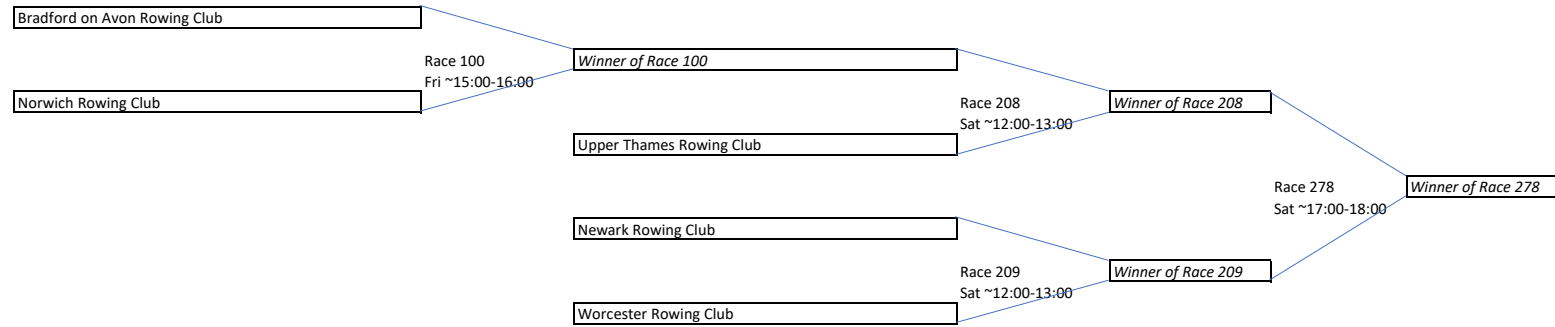 Bradford on Avon Rowing Club
Race 100
Fri ~15:00-16:00
Winner of Race 100
Norwich Rowing Club
Race 208
Sat ~12:00-13:00
Winner of Race 208
Upper Thames Rowing Club
Race 278
Sat ~17:00-18:00
Winner of Race 278
Newark Rowing Club
Race 209
Sat ~12:00-13:00
Winner of Race 209
Worcester Rowing Club